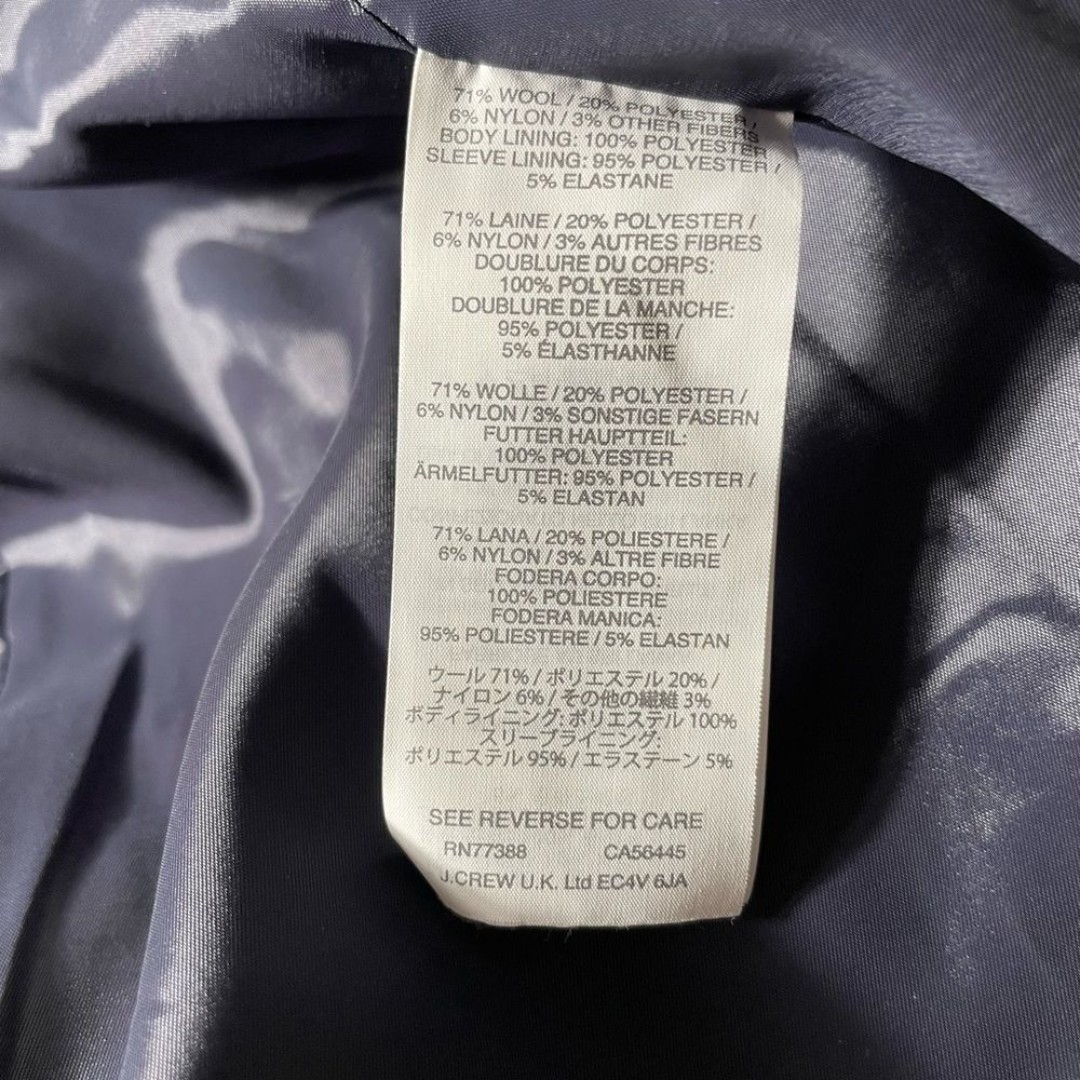 71% WOOL / 20% POLYESTER /
6% NYLON / 3% OTHER FIBERS
BODY LINING: 100% POLYESTER
SLEEVE LINING: 95% POLYESTER /
5% ELASTANE
71% LAINE / 20% POLYESTER /
6% NYLON / 3% AUTRES FIBRES
DOUBLURE DU CORPS:
100% POLYESTER
DOUBLURE DE LA MANCHE:
95% POLYESTER /
5% ÉLASTHANNE
71% WOLLE / 20% POLYESTER /
6% NYLON / 3% SONSTIGE FASERN
FUTTER HAUPTTEIL:
100% POLYESTER
ÄRMELFUTTER: 95% POLYESTER /
5% ELASTAN
71% LANA / 20% POLIESTERE /
6% NYLON / 3% ALTRE FIBRE
FODERA CORPO:
100% POLIESTERE
FODERA MANICA:
95% POLIESTERE / 5% ELASTAN
ウール 71% / ポリエステル 20% /
ナイロン 6% / その他の繊維 3%
ボディライニング: ポリエステル 100%
スリーブライニング:
ポリエステル 95% / エラステーン 5%
SEE REVERSE FOR CARE
RN77388 CA56445
J.CREW U.K. Ltd EC4V 6JA